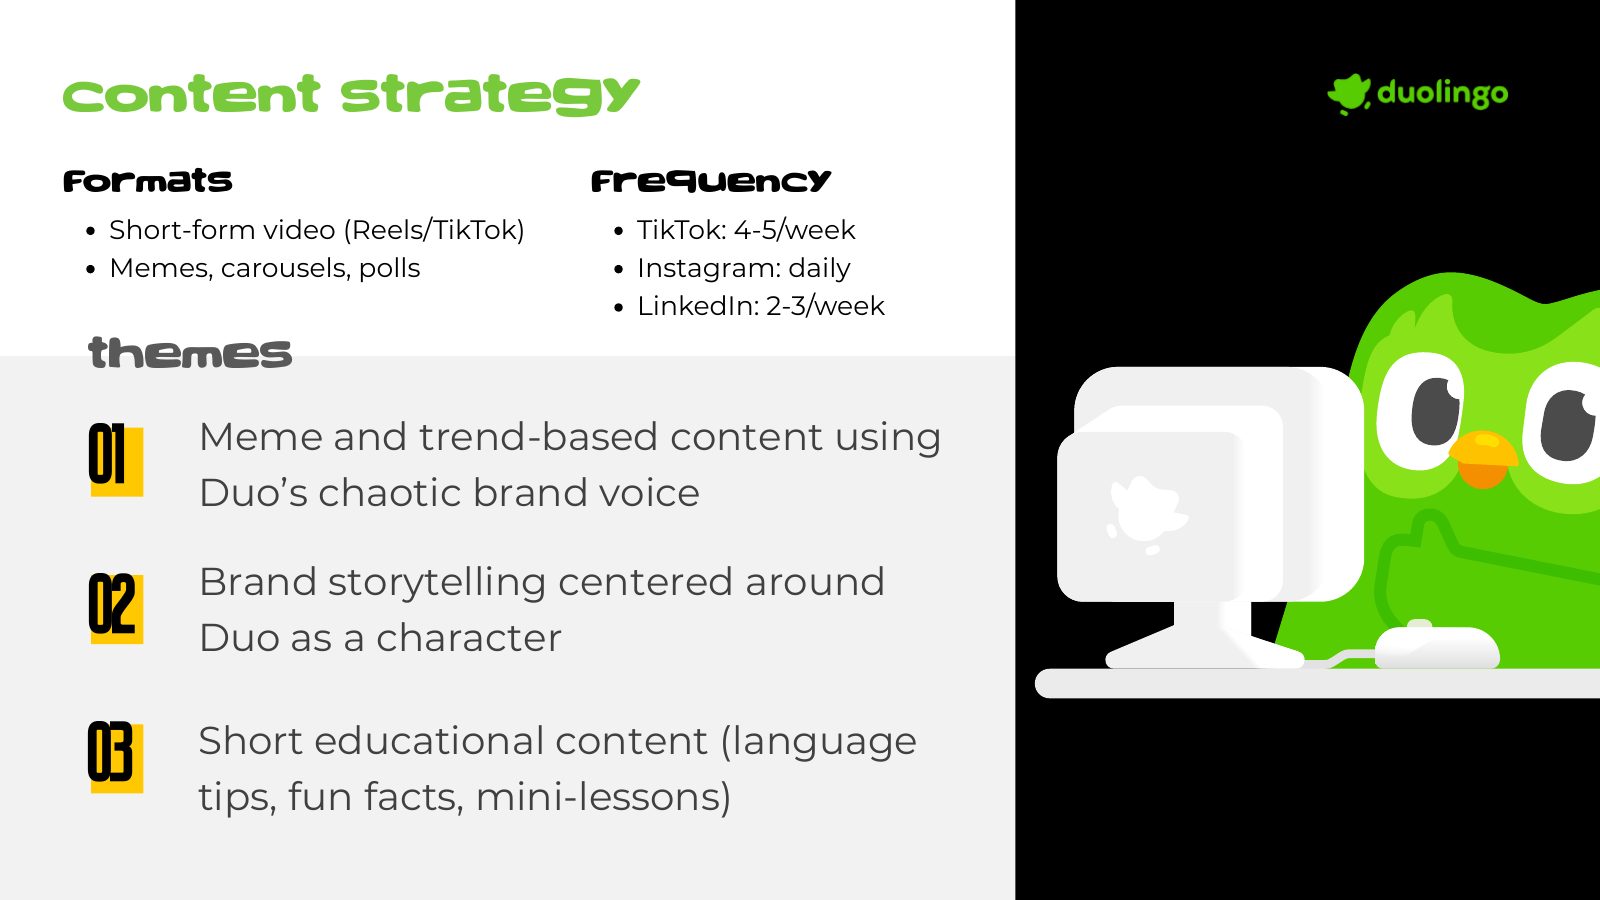 content strategy
duolingo
Formats
• Short-form video (Reels/TikTok)
• Memes, carousels, polls
Frequency
• TikTok: 4-5/week
• Instagram: daily
• LinkedIn: 2-3/week
themes
01
Meme and trend-based content using
Duo’s chaotic brand voice
02
Brand storytelling centered around
Duo as a character
03
Short educational content (language
tips, fun facts, mini-lessons)